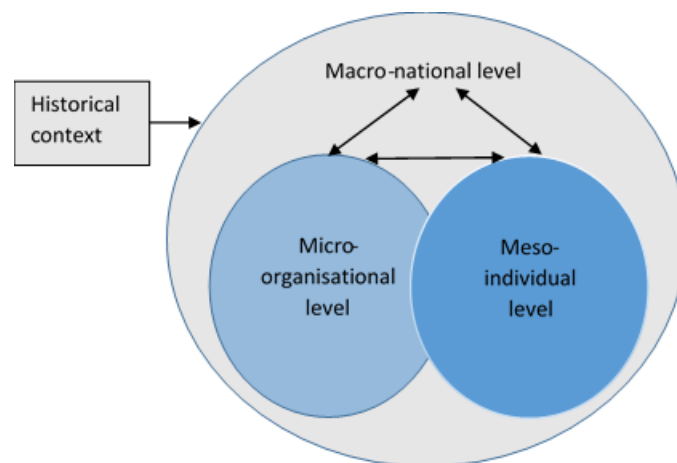 Macro-national level
Historical
context
Micro-
organisational
level
Meso-
individual
level